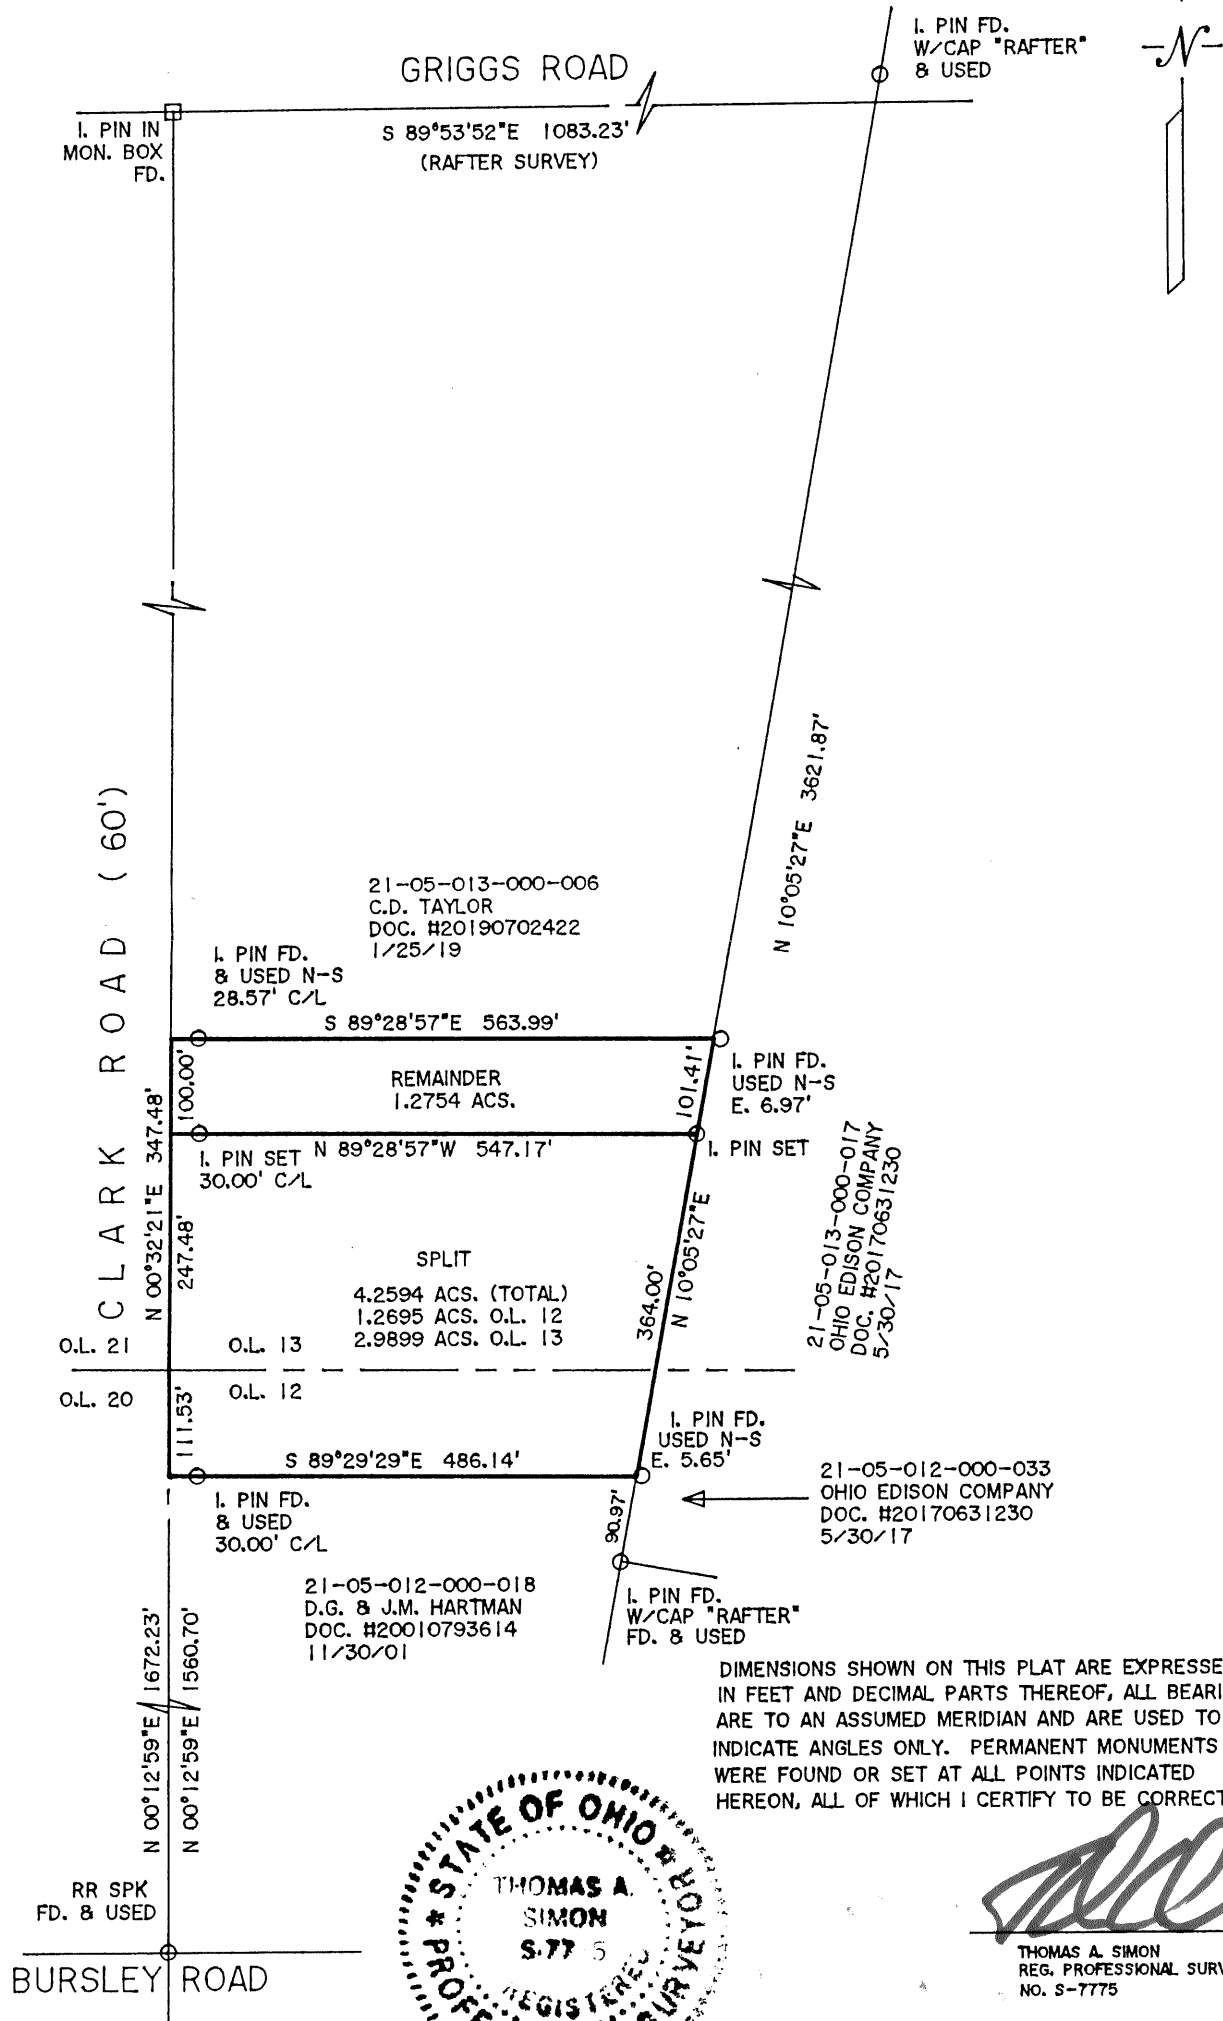 I. PIN FD.
W/CAP "RAFTER"
& USED
-N-
GRIGGS ROAD
I. PIN IN
MON. BOX
FD.
S 89°53'52"E 1083.23'
(RAFTER SURVEY)
N 10°05'27"E 3621.87'
CLARK ROAD (60')
21-05-013-000-006
C.D. TAYLOR
DOC. #20190702422
1/25/19
I. PIN FD.
& USED N-S
28.57' C/L
S 89°28'57"E 563.99'
100.00'
REMAINDER
1.2754 ACS.
101.41'
I. PIN FD.
USED N-S
E. 6.97'
N 00°32'21"E 347.48'
I. PIN SET
30.00' C/L
N 89°28'57"W 547.17'
I. PIN SET
247.48'
SPLIT
4.2594 ACS. (TOTAL)
1.2695 ACS. O.L. 12
2.9899 ACS. O.L. 13
364.00'
N 10°05'27"E
21-05-013-000-017
OHIO EDISON COMPANY
DOC. #20170631230
5/30/17
O.L. 21
O.L. 13
O.L. 20
O.L. 12
111.53'
I. PIN FD.
USED N-S
E. 5.65'
S 89°29'29"E 486.14'
I. PIN FD.
& USED
30.00' C/L
90.97'
21-05-012-000-033
OHIO EDISON COMPANY
DOC. #20170631230
5/30/17
21-05-012-000-018
D.G. & J.M. HARTMAN
DOC. #20010793614
11/30/01
I. PIN FD.
W/CAP "RAFTER"
FD. & USED
N 00°12'59"E 1672.23'
N 00°12'59"E 1560.70'
DIMENSIONS SHOWN ON THIS PLAT ARE EXPRESSE
IN FEET AND DECIMAL PARTS THEREOF, ALL BEARI
ARE TO AN ASSUMED MERIDIAN AND ARE USED TO
INDICATE ANGLES ONLY. PERMANENT MONUMENTS
WERE FOUND OR SET AT ALL POINTS INDICATED
HEREON, ALL OF WHICH I CERTIFY TO BE CORRECT
RR SPK
FD. & USED
BURSLEY ROAD
* STATE OF OHIO *
THOMAS A.
SIMON
S-77 5
REGISTERED
PROFE
SURVEYOR
THOMAS A. SIMON
REG. PROFESSIONAL SURV
NO. S-7775